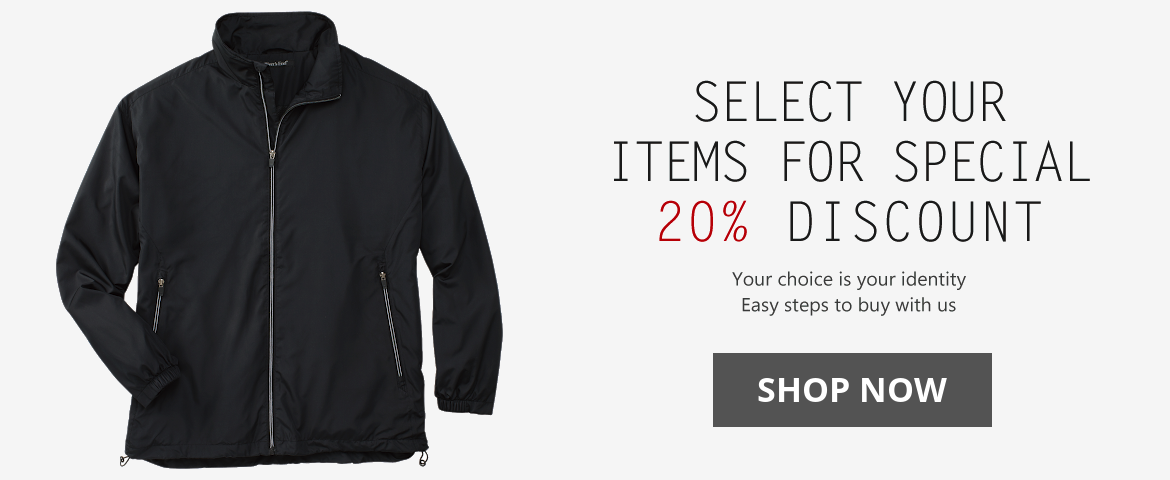 SELECT YOUR
ITEMS FOR SPECIAL
20% DISCOUNT
Your choice is your identity
Easy steps to buy with us
SHOP NOW